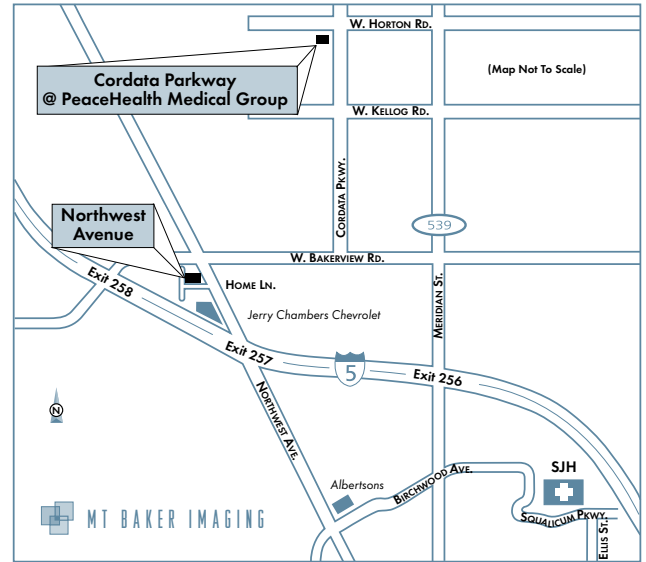 W. HORTON RD.
Cordata Parkway
@ PeaceHealth Medical Group
(Map Not To Scale)
W. KELLOG RD.
CORDATA PKWY.
Northwest
Avenue
539
W. BAKERVIEW RD.
Exit 258
HOME LN.
MERIDIAN ST.
Jerry Chambers Chevrolet
Exit 257
5
Exit 256
N
NORTHWEST AVE.
Albertsons
BIRCHWOOD AVE.
SJH
SQUALICUM PKWY.
ELLIS ST.
MT BAKER IMAGING